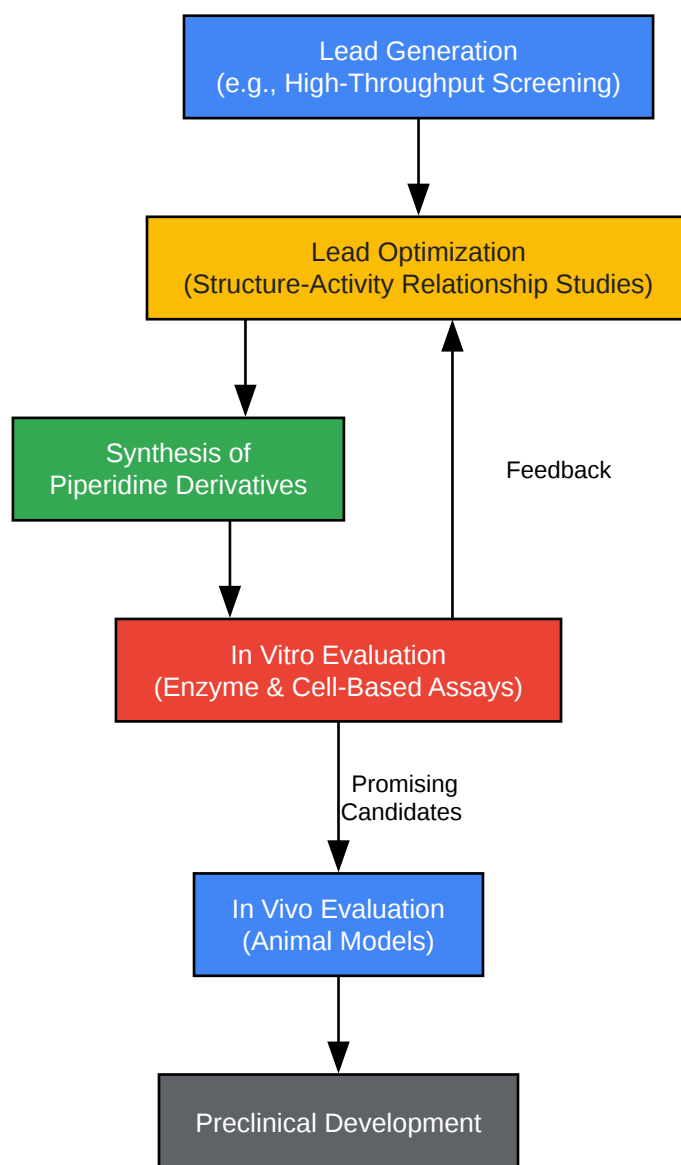 Lead Generation
(e.g., High-Throughput Screening)
Lead Optimization
(Structure-Activity Relationship Studies)
Synthesis of
Piperidine Derivatives
Feedback
In Vitro Evaluation
(Enzyme & Cell-Based Assays)
Promising
Candidates
In Vivo Evaluation
(Animal Models)
Preclinical Development